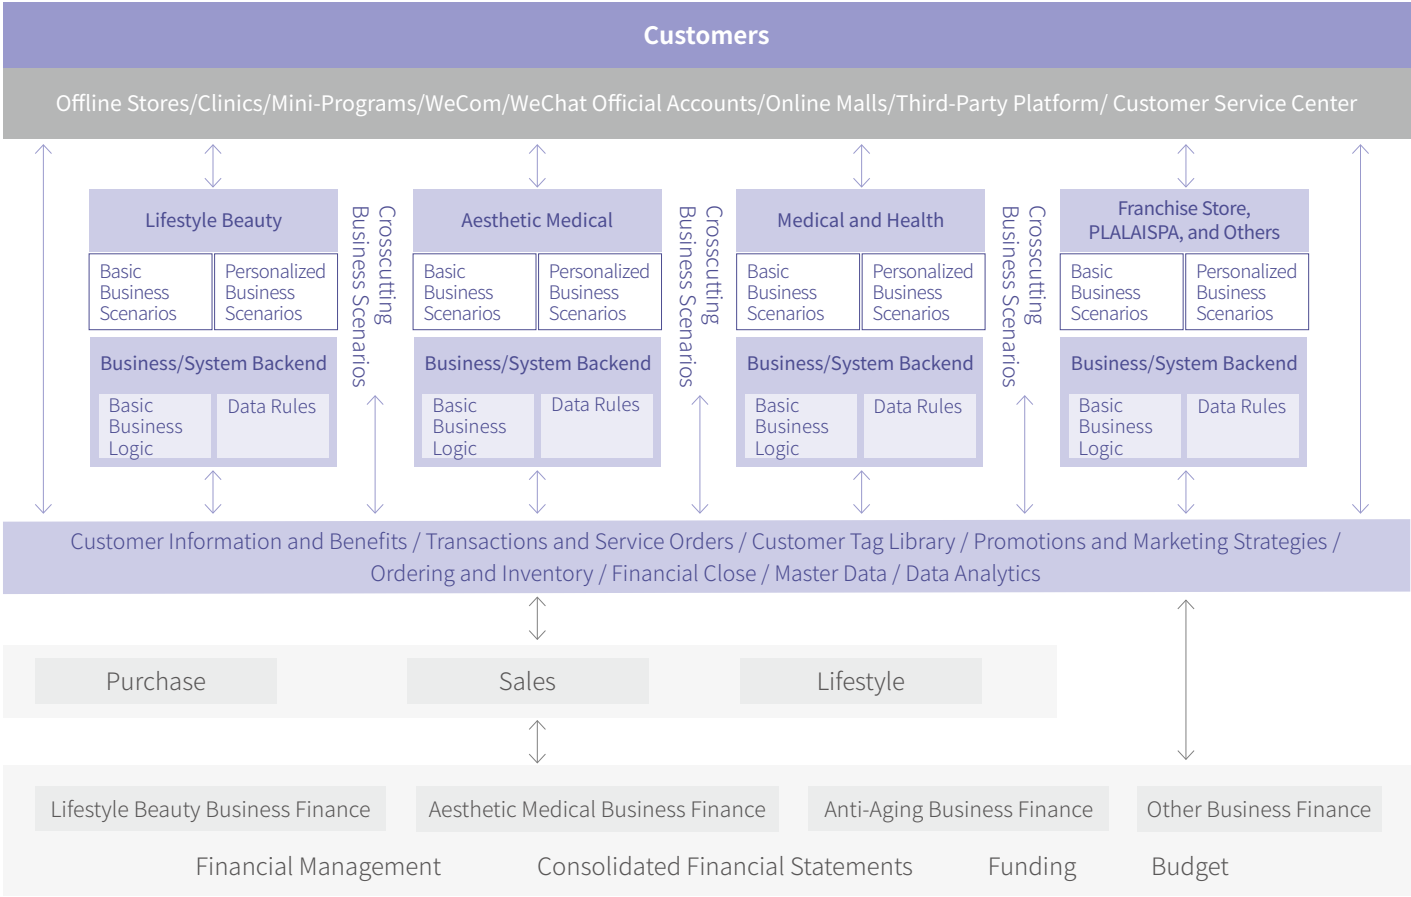 Customers
Offline Stores/Clinics/Mini-Programs/WeCom/WeChat Official Accounts/Online Malls/Third-Party Platform/ Customer Service Center
Lifestyle Beauty
Basic
Business
Scenarios
Personalized
Business
Scenarios
Business/System Backend
Basic
Business
Logic
Data Rules
Crosscutting
Business Scenarios
Aesthetic Medical
Basic
Business
Scenarios
Personalized
Business
Scenarios
Business/System Backend
Basic
Business
Logic
Data Rules
Crosscutting
Business Scenarios
Medical and Health
Basic
Business
Scenarios
Personalized
Business
Scenarios
Business/System Backend
Basic
Business
Logic
Data Rules
Crosscutting
Business Scenarios
Franchise Store,
PLALAISPA, and Others
Basic
Business
Scenarios
Personalized
Business
Scenarios
Business/System Backend
Basic
Business
Logic
Data Rules
Customer Information and Benefits / Transactions and Service Orders / Customer Tag Library / Promotions and Marketing Strategies /
Ordering and Inventory / Financial Close / Master Data / Data Analytics
Purchase
Sales
Lifestyle
Lifestyle Beauty Business Finance
Aesthetic Medical Business Finance
Anti-Aging Business Finance
Other Business Finance
Financial Management
Consolidated Financial Statements
Funding
Budget